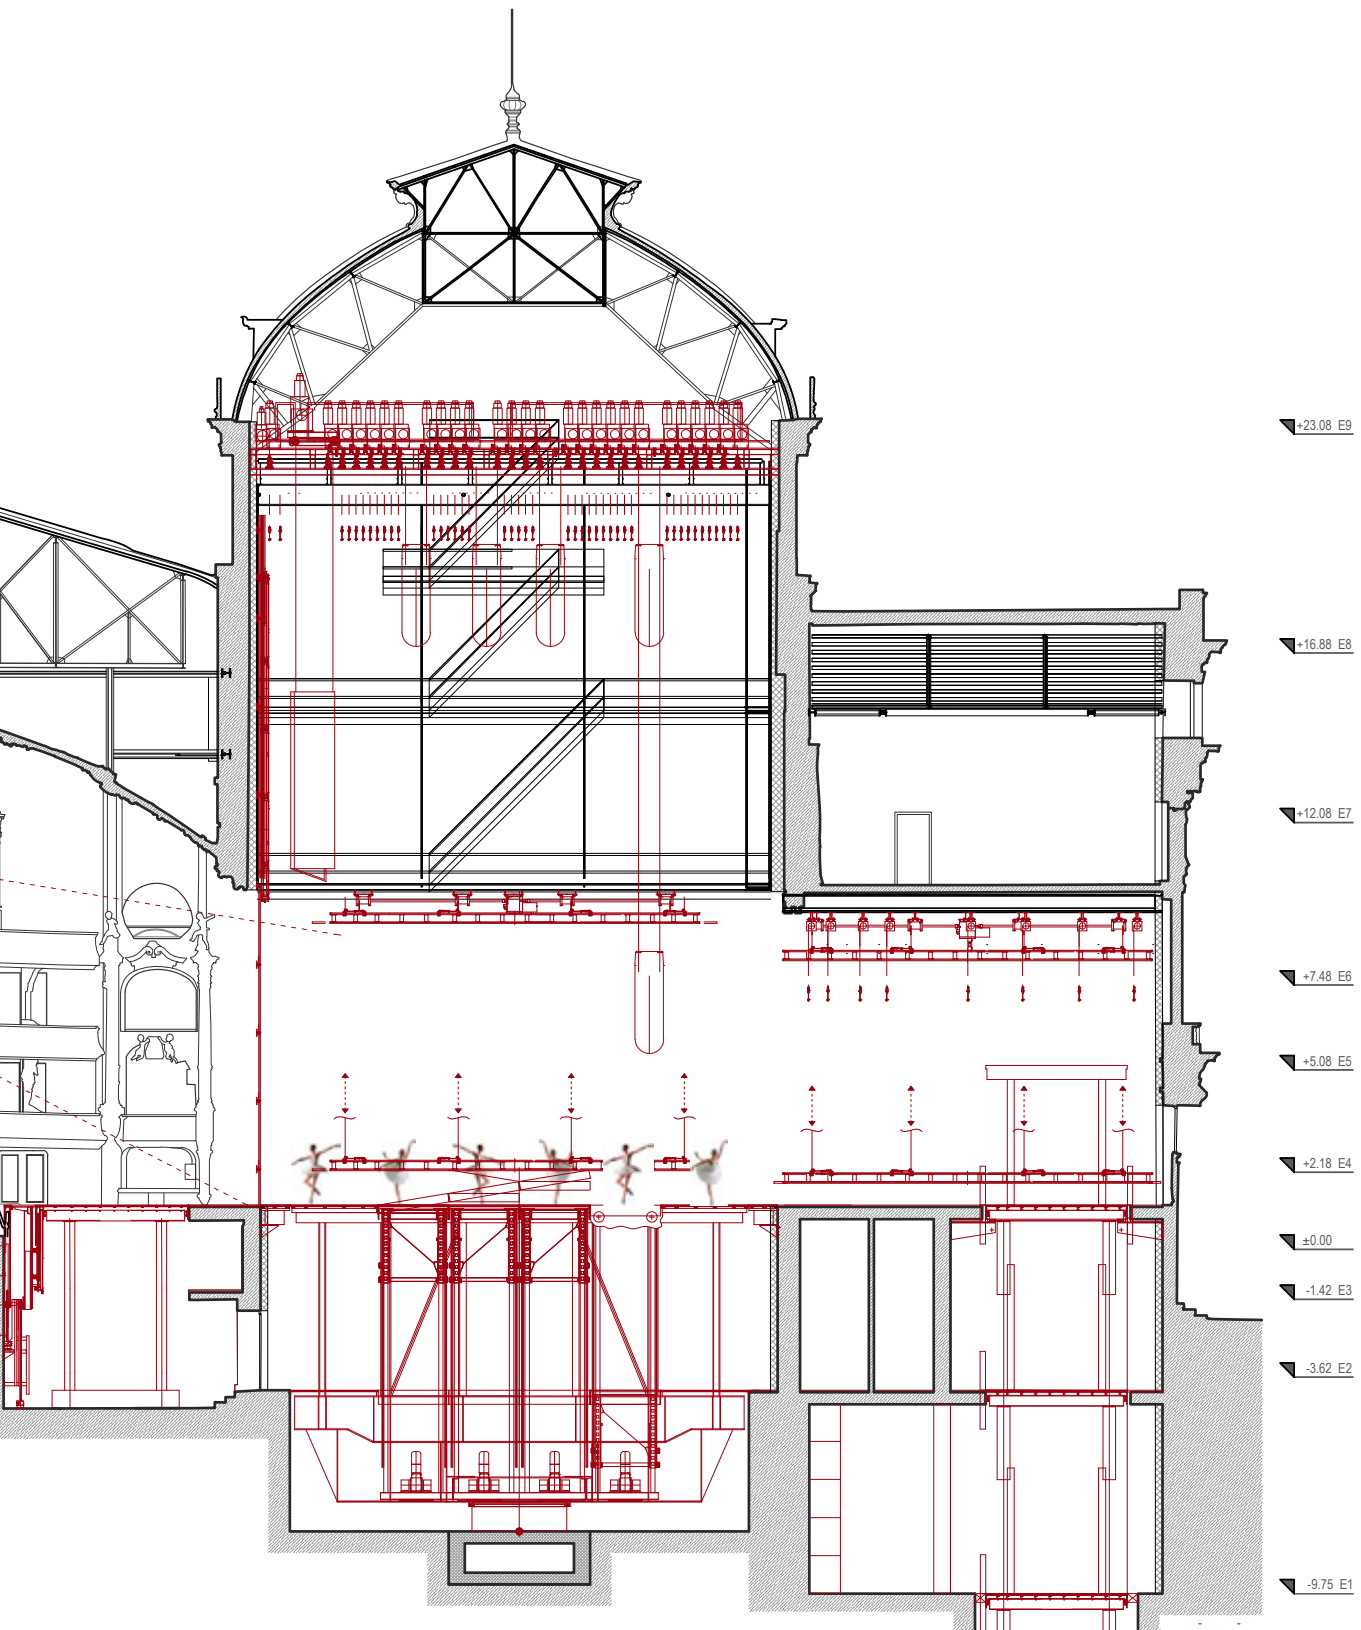 +23.08 E9
+16.88 E8
+12.08 E7
+7.48 E6
+5.08 E5
+2.18 E4
±0.00
-1.42 E3
-3.62 E2
-9.75 E1